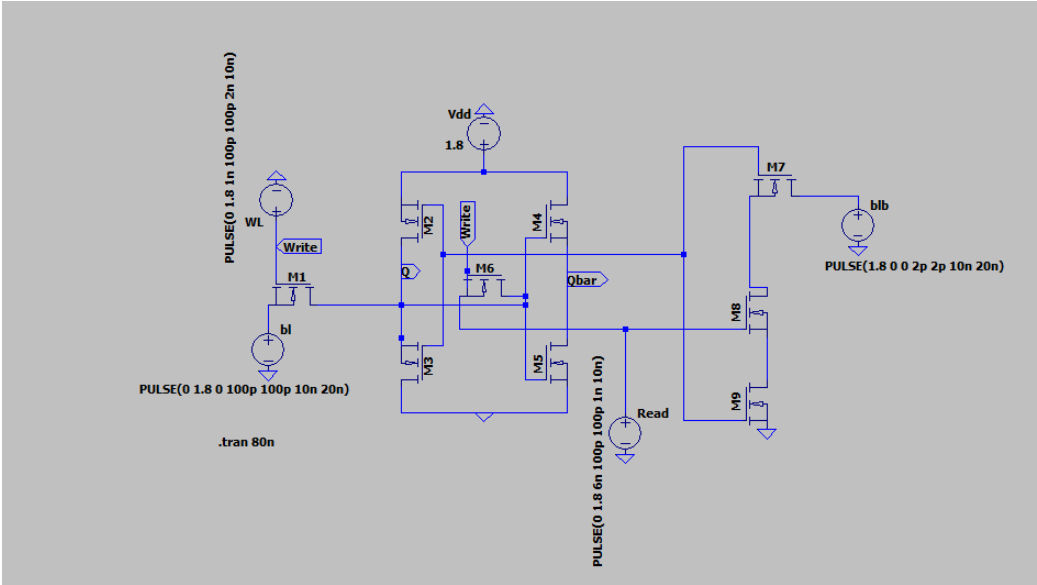 PULSE(0 1.8 1n 100p 100p 2n 10n)
Vdd
1.8
WL
Write
M1
bl
PULSE(0 1.8 0 100p 100p 10n 20n)
.tran 80n
M2
Q
M3
Write
M6
M4
Qbar
M5
PULSE(0 1.8 6n 100p 100p 1n 10n)
Read
M7
blb
PULSE(1.8 0 0 2p 2p 10n 20n)
M8
M9